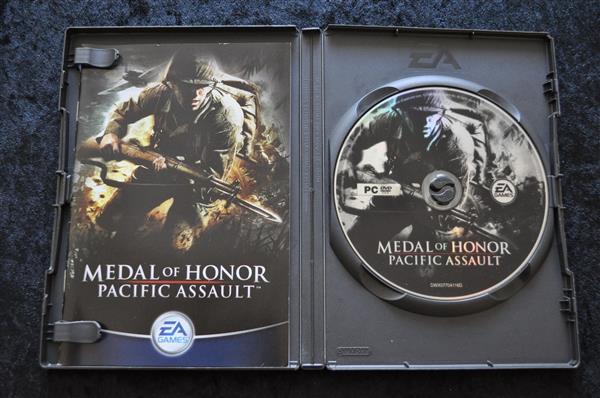 MEDAL OF HONOR
PACIFIC ASSAULT™
EA
GAMES
EA
PC DVD
EA
GAMES
MEDAL OF HONOR
PACIFIC ASSAULT